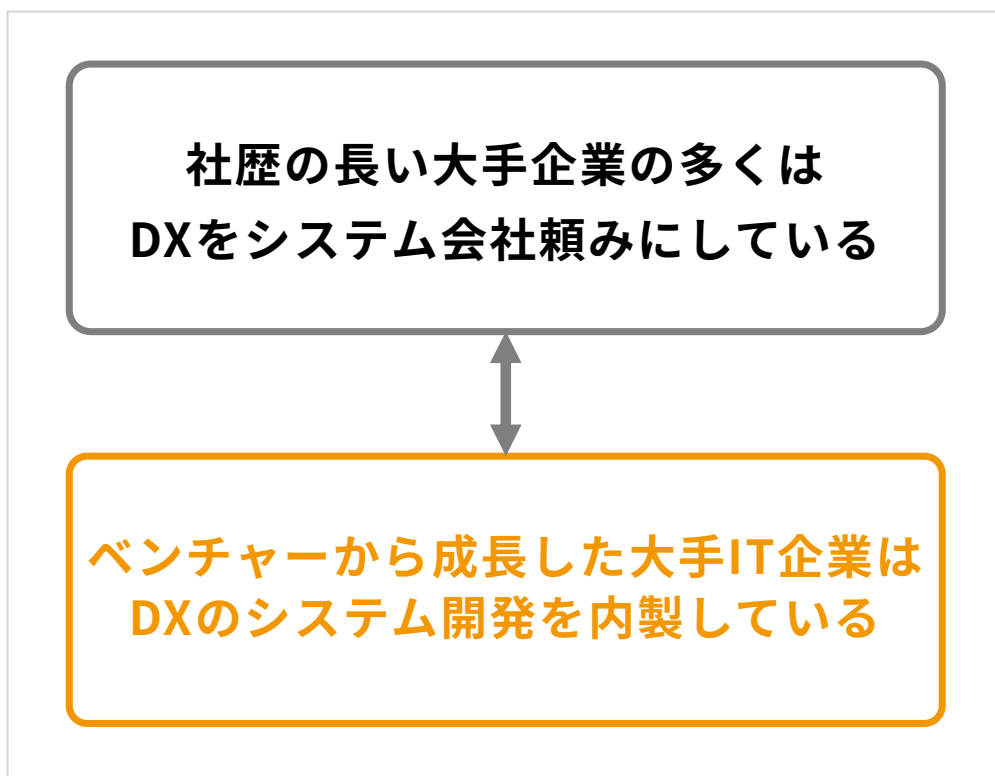 社歴の長い大手企業の多くは
DXをシステム会社頼みにしている
ベンチャーから成長した大手IT企業は
DXのシステム開発を内製している